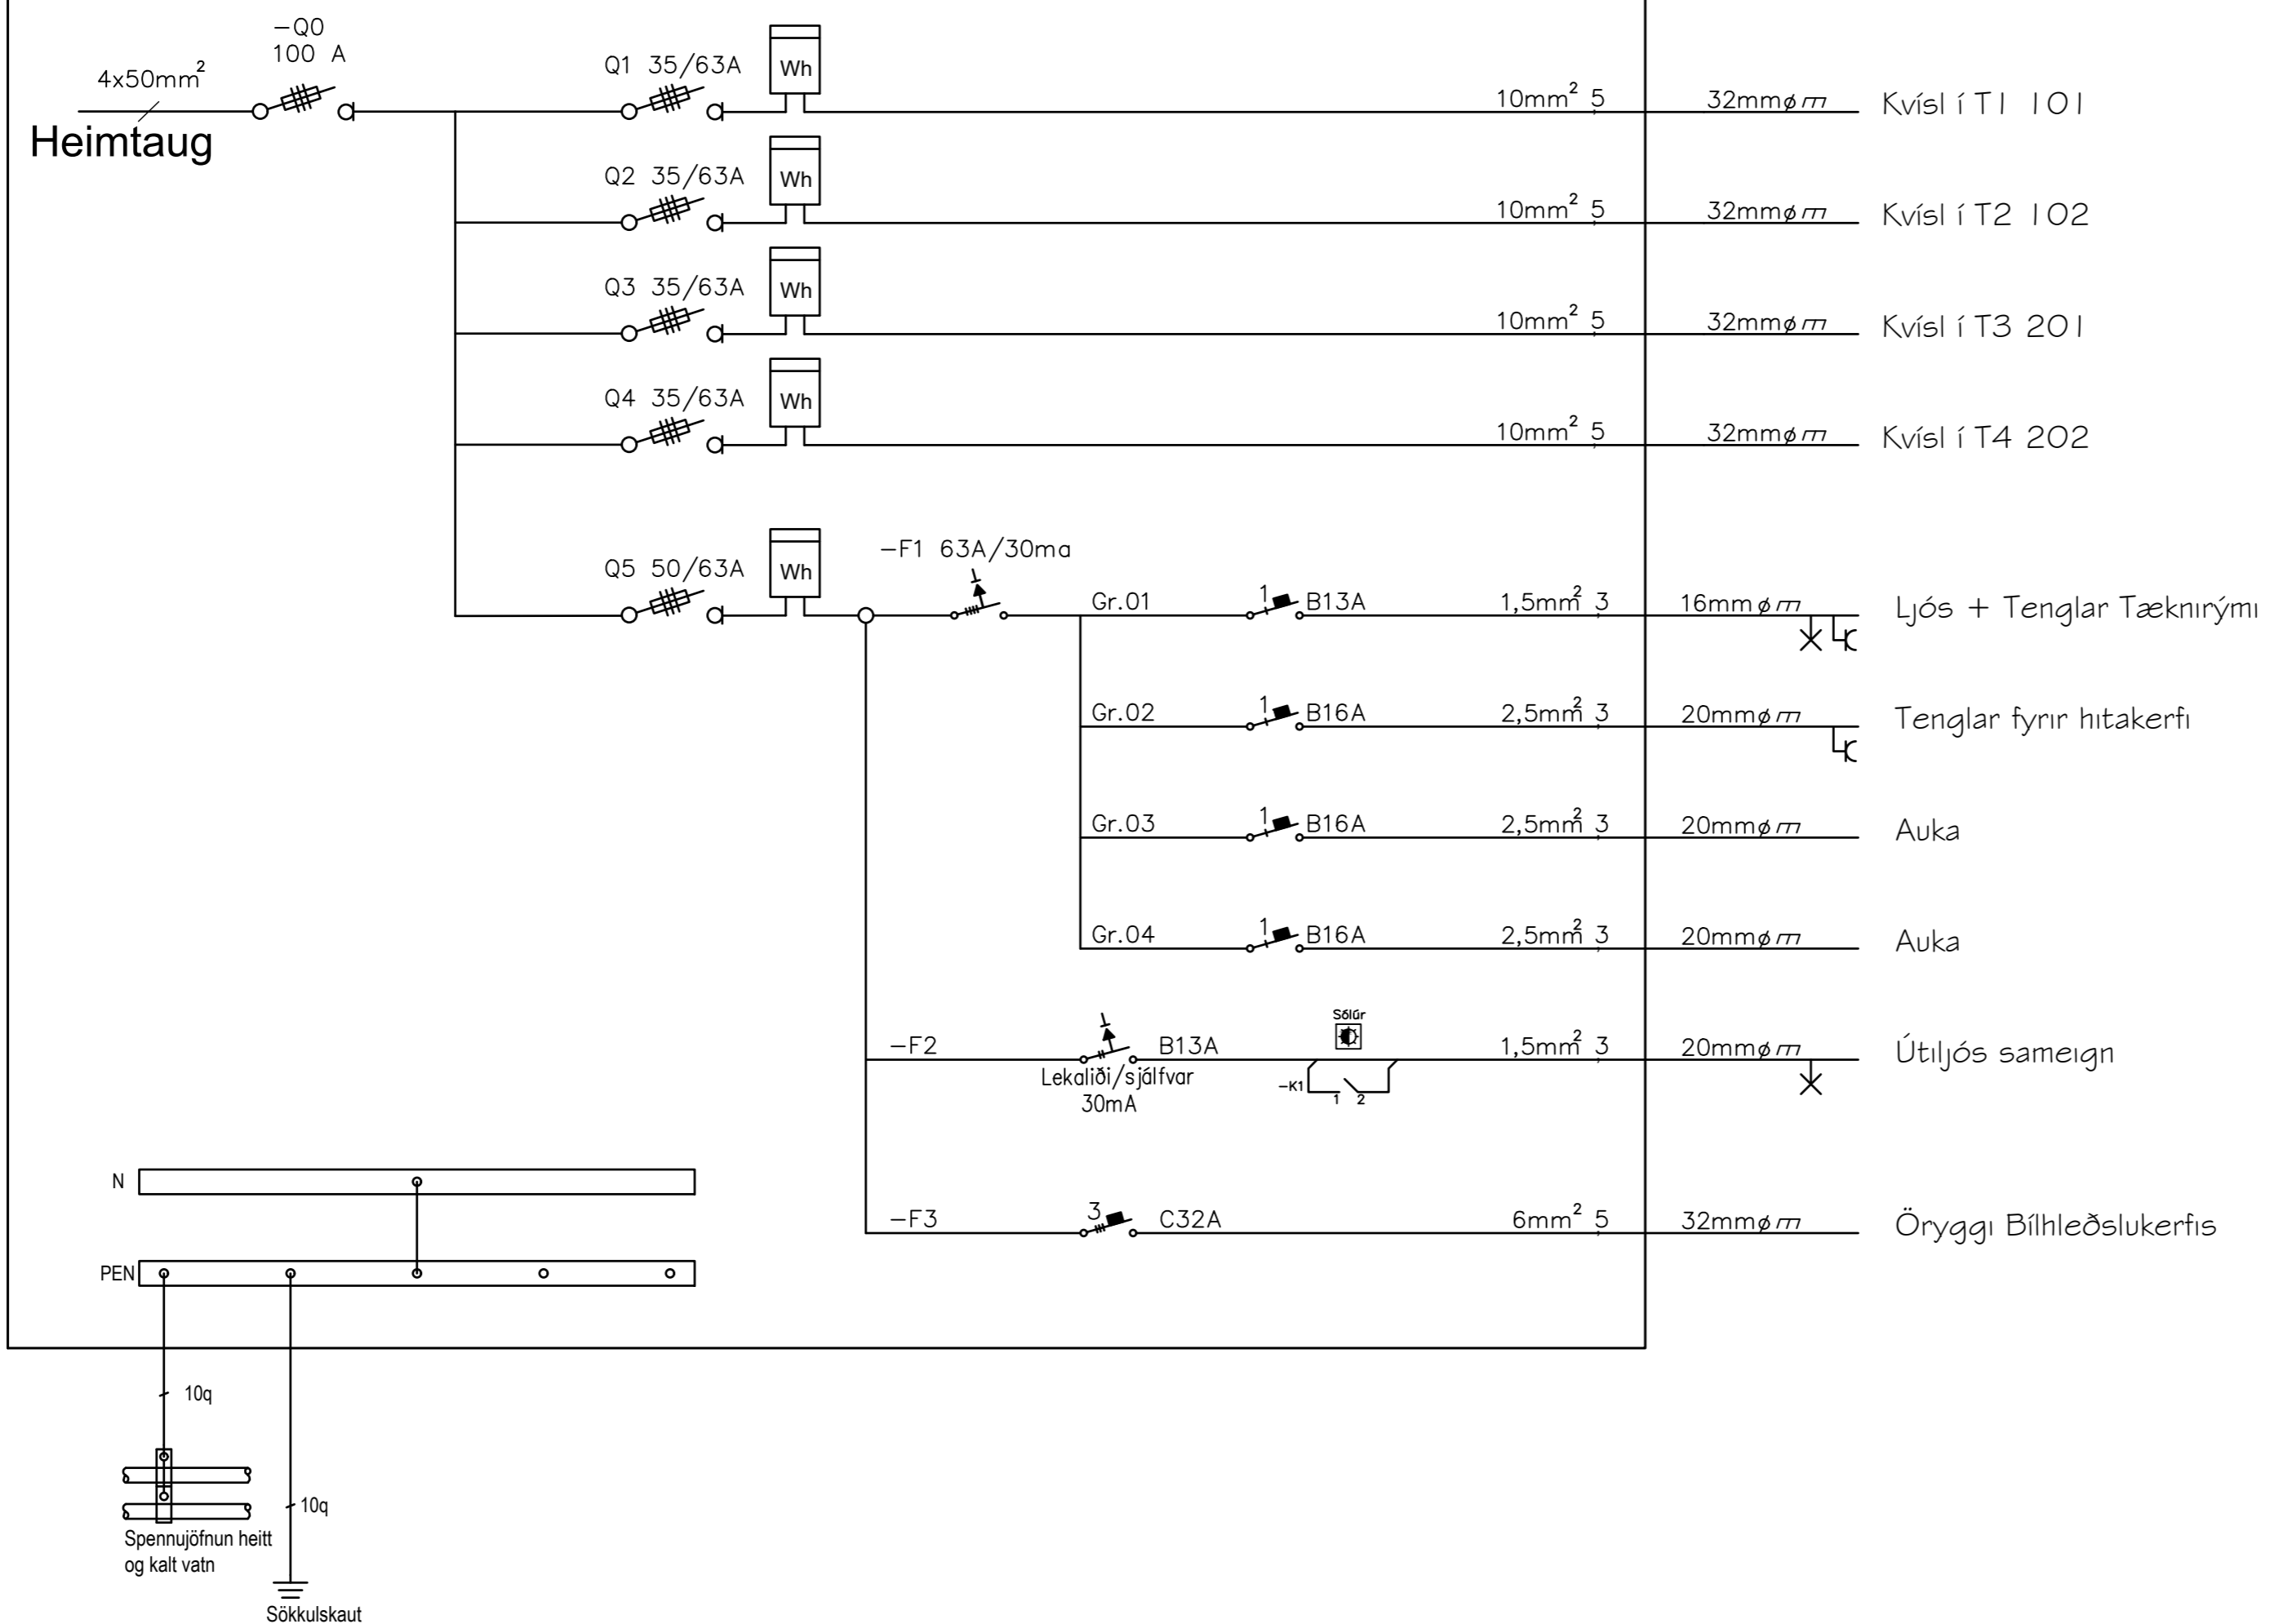 -Q0
100 A
4x50mm²
Heimtaug
Q1 35/63A
Wh
10mm² 5
32mmø
Kvísl í T1 101
Q2 35/63A
Wh
10mm² 5
32mmø
Kvísl í T2 102
Q3 35/63A
Wh
10mm² 5
32mmø
Kvísl í T3 201
Q4 35/63A
Wh
10mm² 5
32mmø
Kvísl í T4 202
Q5 50/63A
Wh
-F1 63A/30ma
Gr.01
1
B13A
1,5mm² 3
16mmø
Ljós + Tenglar Tæknirými
Gr.02
1
B16A
2,5mm² 3
20mmø
Tenglar fyrir hitakerfi
Gr.03
1
B16A
2,5mm² 3
20mmø
Auka
Gr.04
1
B16A
2,5mm² 3
20mmø
Auka
-F2
B13A
Lekaliði/sjálfvar
30mA
Sólúr
-K1
1 2
1,5mm² 3
20mmø
Útiljós sameign
-F3
3
C32A
6mm² 5
32mmø
Öryggi Bílhleðslukerfis
N
PEN
10q
10q
Spennujöfnun heitt
og kalt vatn
Sökkulskaut